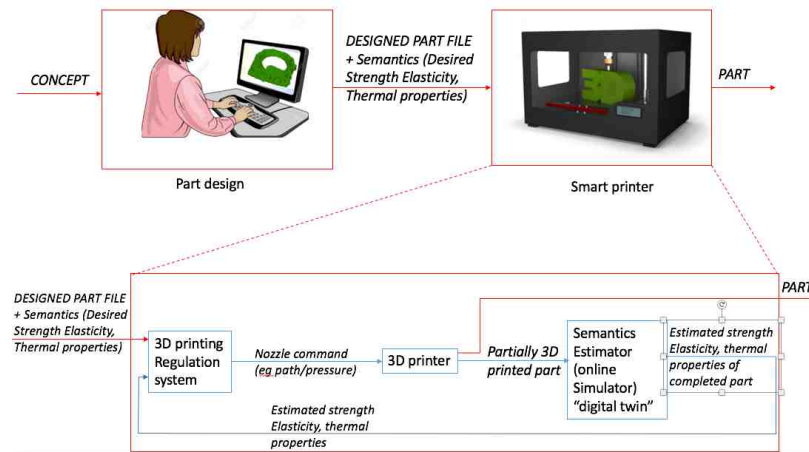 CONCEPT
DESIGNED PART FILE
+ Semantics (Desired
Strength Elasticity,
Thermal properties)
PART
3D
Part design
Smart printer
DESIGNED PART FILE
+ Semantics (Desired
Strength Elasticity,
Thermal properties)
3D printing
Regulation
system
Nozzle command
(eg path/pressure)
3D printer
Partially 3D
printed part
Semantics
Estimator
(online
Simulator)
“digital twin”
Estimated strength
Elasticity, thermal
properties of
completed part
PART
Estimated strength
Elasticity, thermal
properties